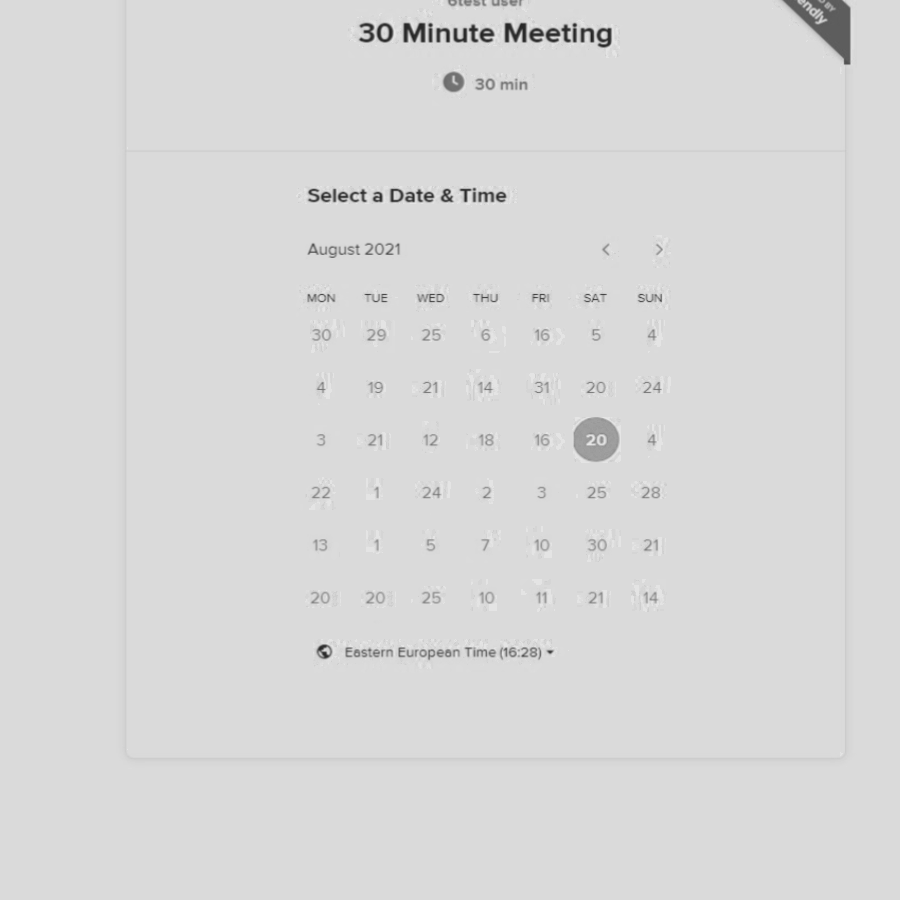 6test user
30 Minute Meeting
30 min
endly
Select a Date & Time
August 2021
MON TUE WED THU FRI SAT SUN
30 29 25 6 16 5 4
4 19 21 14 31 20 24
3 21 12 18 16 20 4
22 1 24 2 3 25 28
13 1 5 7 10 30 21
20 20 25 10 11 21 14
Eastern European Time (16:28)